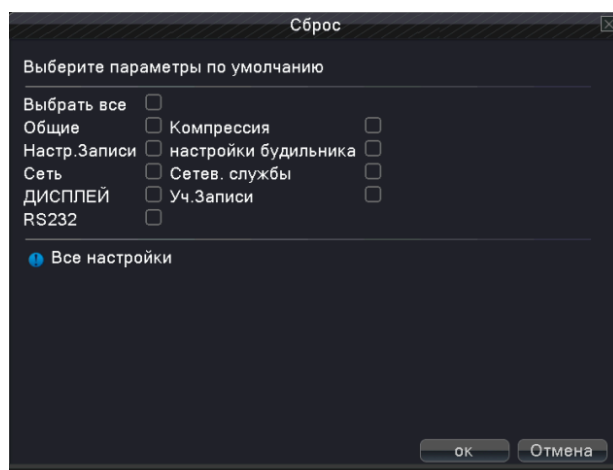 Сброс
Выберите параметры по умолчанию
Выбрать все
Общие Компрессия
Настр.Записи настройки будильника
Сеть Сетев. службы
ДИСПЛЕЙ Уч.Записи
RS232
Все настройки
ок Отмена